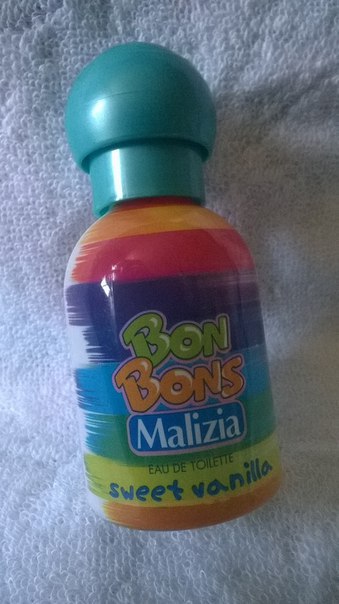 BON
BONS
Malizia
EAU DE TOILETTE
sweet vanilla